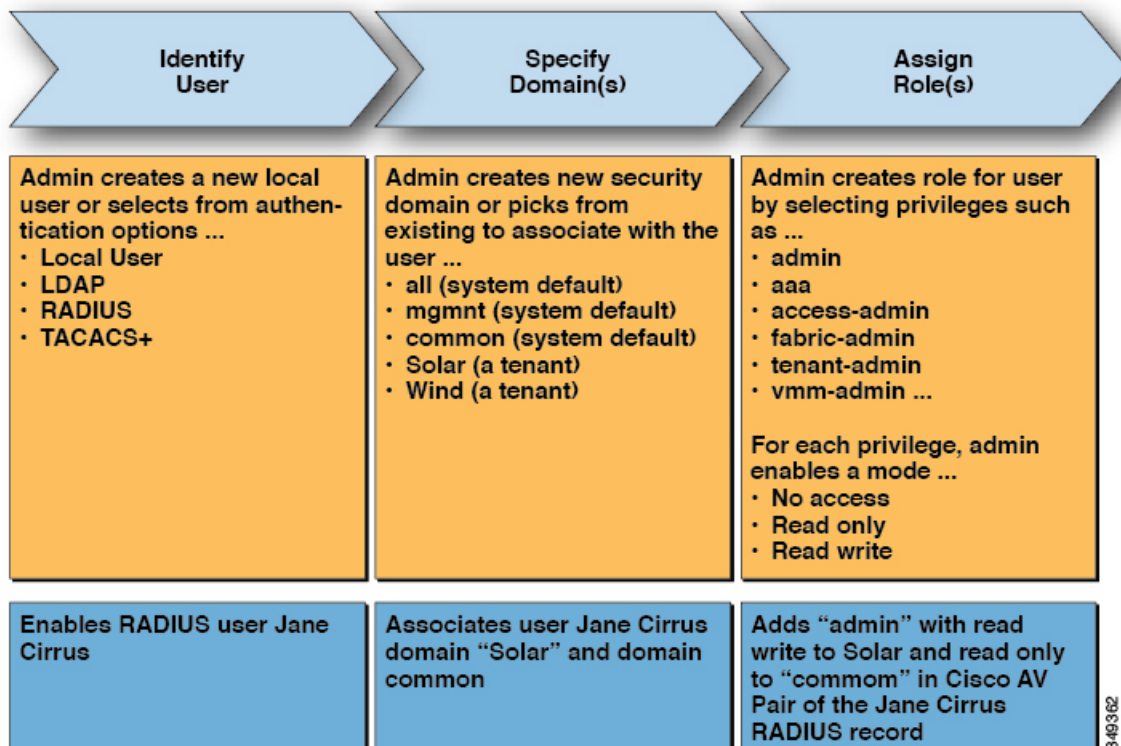 Identify
User
Specify
Domain(s)
Assign
Role(s)
Admin creates a new local
user or selects from authen-
tication options ...
• Local User
• LDAP
• RADIUS
• TACACS+
Admin creates new security
domain or picks from
existing to associate with the
user ...
• all (system default)
• mgmnt (system default)
• common (system default)
• Solar (a tenant)
• Wind (a tenant)
Admin creates role for user
by selecting privileges such
as ...
• admin
• aaa
• access-admin
• fabric-admin
• tenant-admin
• vmm-admin ...
For each privilege, admin
enables a mode ...
• No access
• Read only
• Read write
Enables RADIUS user Jane
Cirrus
Associates user Jane Cirrus
domain “Solar” and domain
common
Adds “admin” with read
write to Solar and read only
to “commom” in Cisco AV
Pair of the Jane Cirrus
RADIUS record
349362